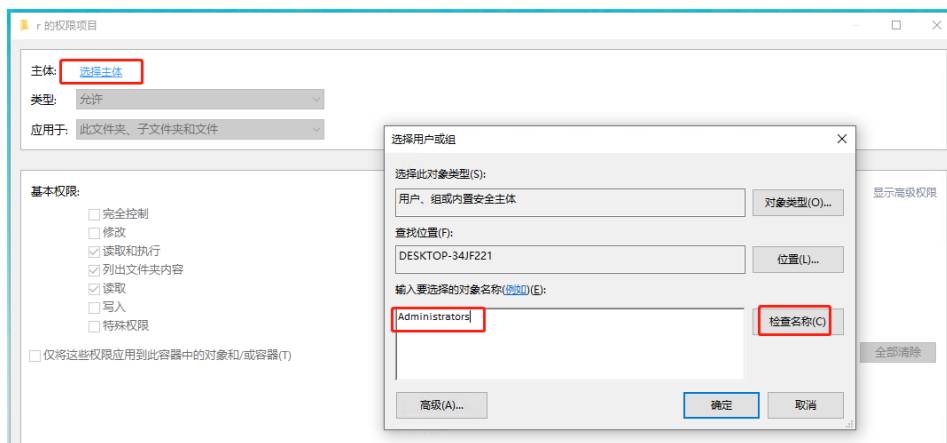 r 的权限项目
主体: 选择主体
类型: 允许
应用于: 此文件夹、子文件夹和文件
选择用户或组
选择此对象类型(S):
用户、组或内置安全主体
对象类型(O)...
查找位置(F):
DESKTOP-34JF221
位置(L)...
输入要选择的对象名称(例如)(E):
Administrators
检查名称(C)
高级(A)...
确定
取消
基本权限:
显示高级权限
完全控制
修改
读取和执行
列出文件夹内容
读取
写入
特殊权限
仅将这些权限应用到此容器中的对象和/或容器(T)
全部清除